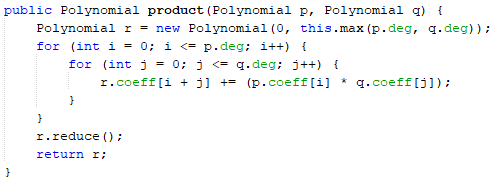 public Polynomial product(Polynomial p, Polynomial q) {
    Polynomial r = new Polynomial(0, this.max(p.deg, q.deg));
    for (int i = 0; i <= p.deg; i++) {
        for (int j = 0; j <= q.deg; j++) {
            r.coeff[i + j] += (p.coeff[i] * q.coeff[j]);
        }
    }
    r.reduce();
    return r;
}